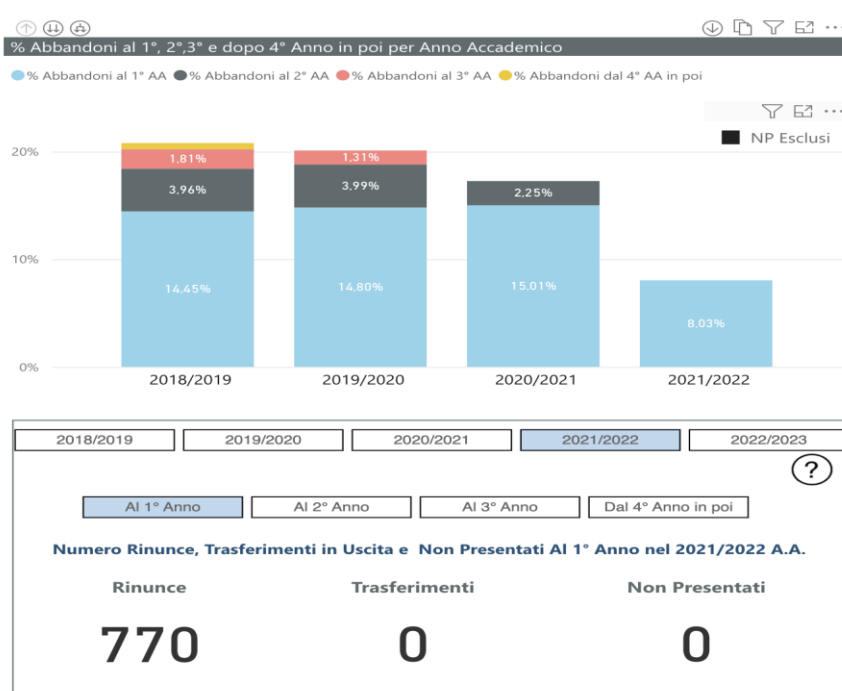 % Abbandoni al 1°, 2°,3° e dopo 4° Anno in poi per Anno Accademico
% Abbandoni al 1° AA % Abbandoni al 2° AA % Abbandoni al 3° AA % Abbandoni dal 4° AA in poi
NP Esclusi
20%
1,81% 1,31%
3,96% 3,99% 2,25%
10%
14,45% 14,80% 15,01%
8,03%
0%
2018/2019 2019/2020 2020/2021 2021/2022
2018/2019 2019/2020 2020/2021 2021/2022 2022/2023
?
Al 1° Anno Al 2° Anno Al 3° Anno Dal 4° Anno in poi
Numero Rinunce, Trasferimenti in Uscita e Non Presentati Al 1° Anno nel 2021/2022 A.A.
Rinunce Trasferimenti Non Presentati
770 0 0